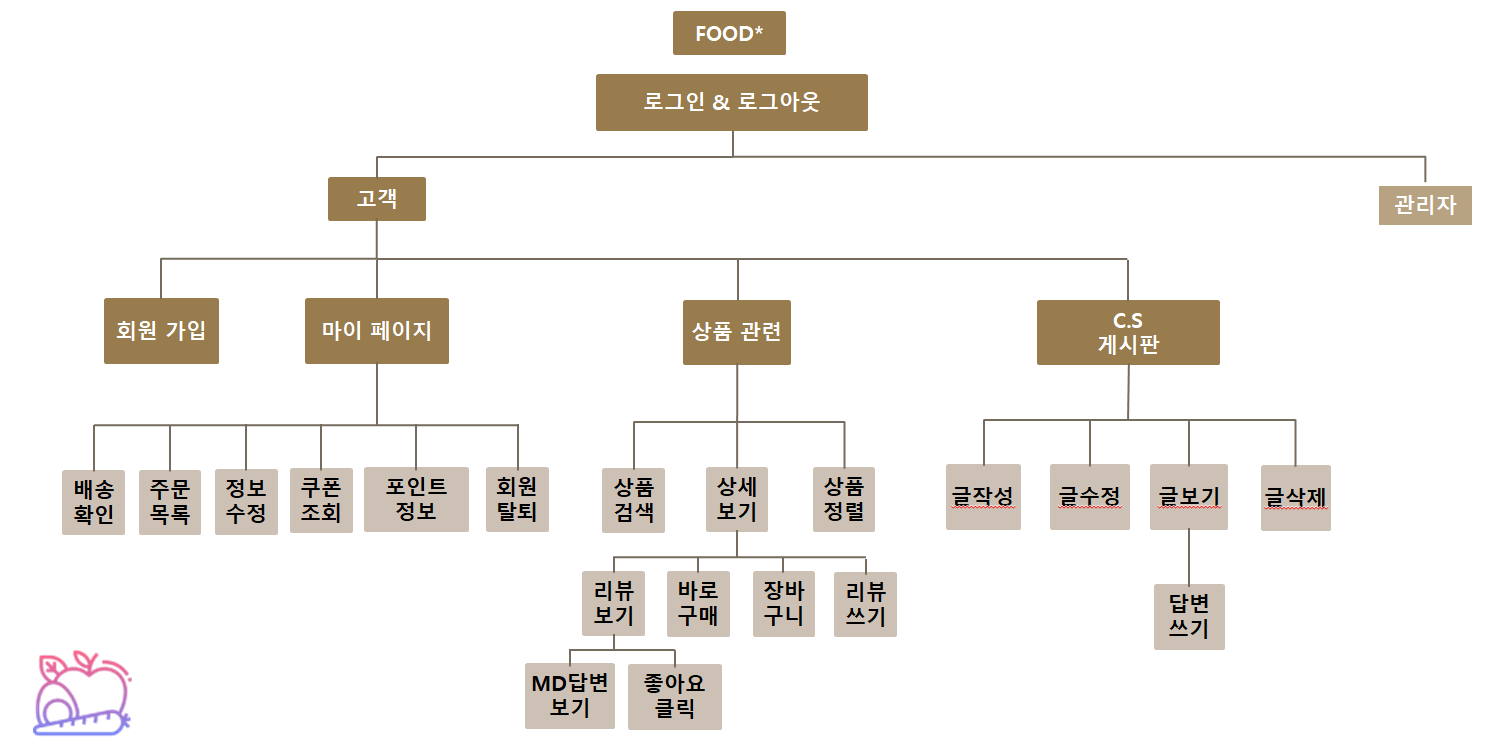 FOOD*
로그인 & 로그아웃
고객
관리자
회원 가입
마이 페이지
상품 관련
C.S
게시판
배송
확인
주문
목록
정보
수정
쿠폰
조회
포인트
정보
회원
탈퇴
상품
검색
상세
보기
상품
정렬
글작성
글수정
글보기
글삭제
리뷰
보기
바로
구매
장바
구니
리뷰
쓰기
답변
쓰기
MD답변
보기
좋아요
클릭